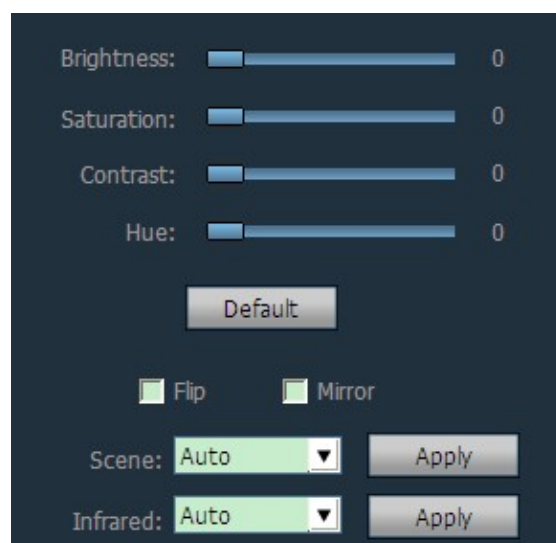 Brightness: 0
Saturation: 0
Contrast: 0
Hue: 0
Default
Flip Mirror
Scene: Auto Apply
Infrared: Auto Apply